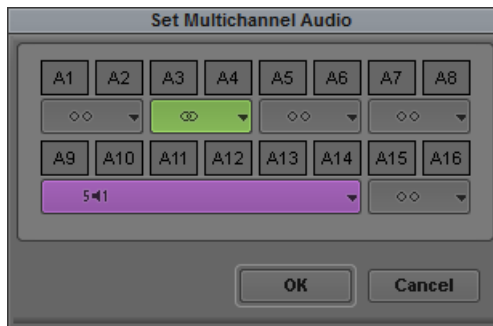 Set Multichannel Audio
A1 A2 A3 A4 A5 A6 A7 A8
A9 A10 A11 A12 A13 A14 A15 A16
5 1
OK Cancel